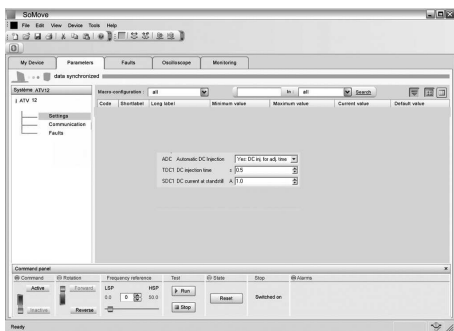 SoMove
File Edit View Device Tools Help
My Device Parameters Faults Oscilloscope Monitoring
data synchronized
Système ATV12
Macro-configuration : all In : all Search
Code Shortlabel Long label Minimum value Maximum value Current value Default value
ATV 12
Settings
Communication
Faults
ADC Automatic DC Injection Yes: DC inj. for adj. time
TDC1 DC injection time s 0.5
SDC1 DC current at standstill A 1.0
Command panel
Command Rotation Frequency reference Test State Stop Alarms
Active Forward LSP HSP Run
0.0 0 50.0 Reset Switched on
Inactive Reverse Stop
Ready